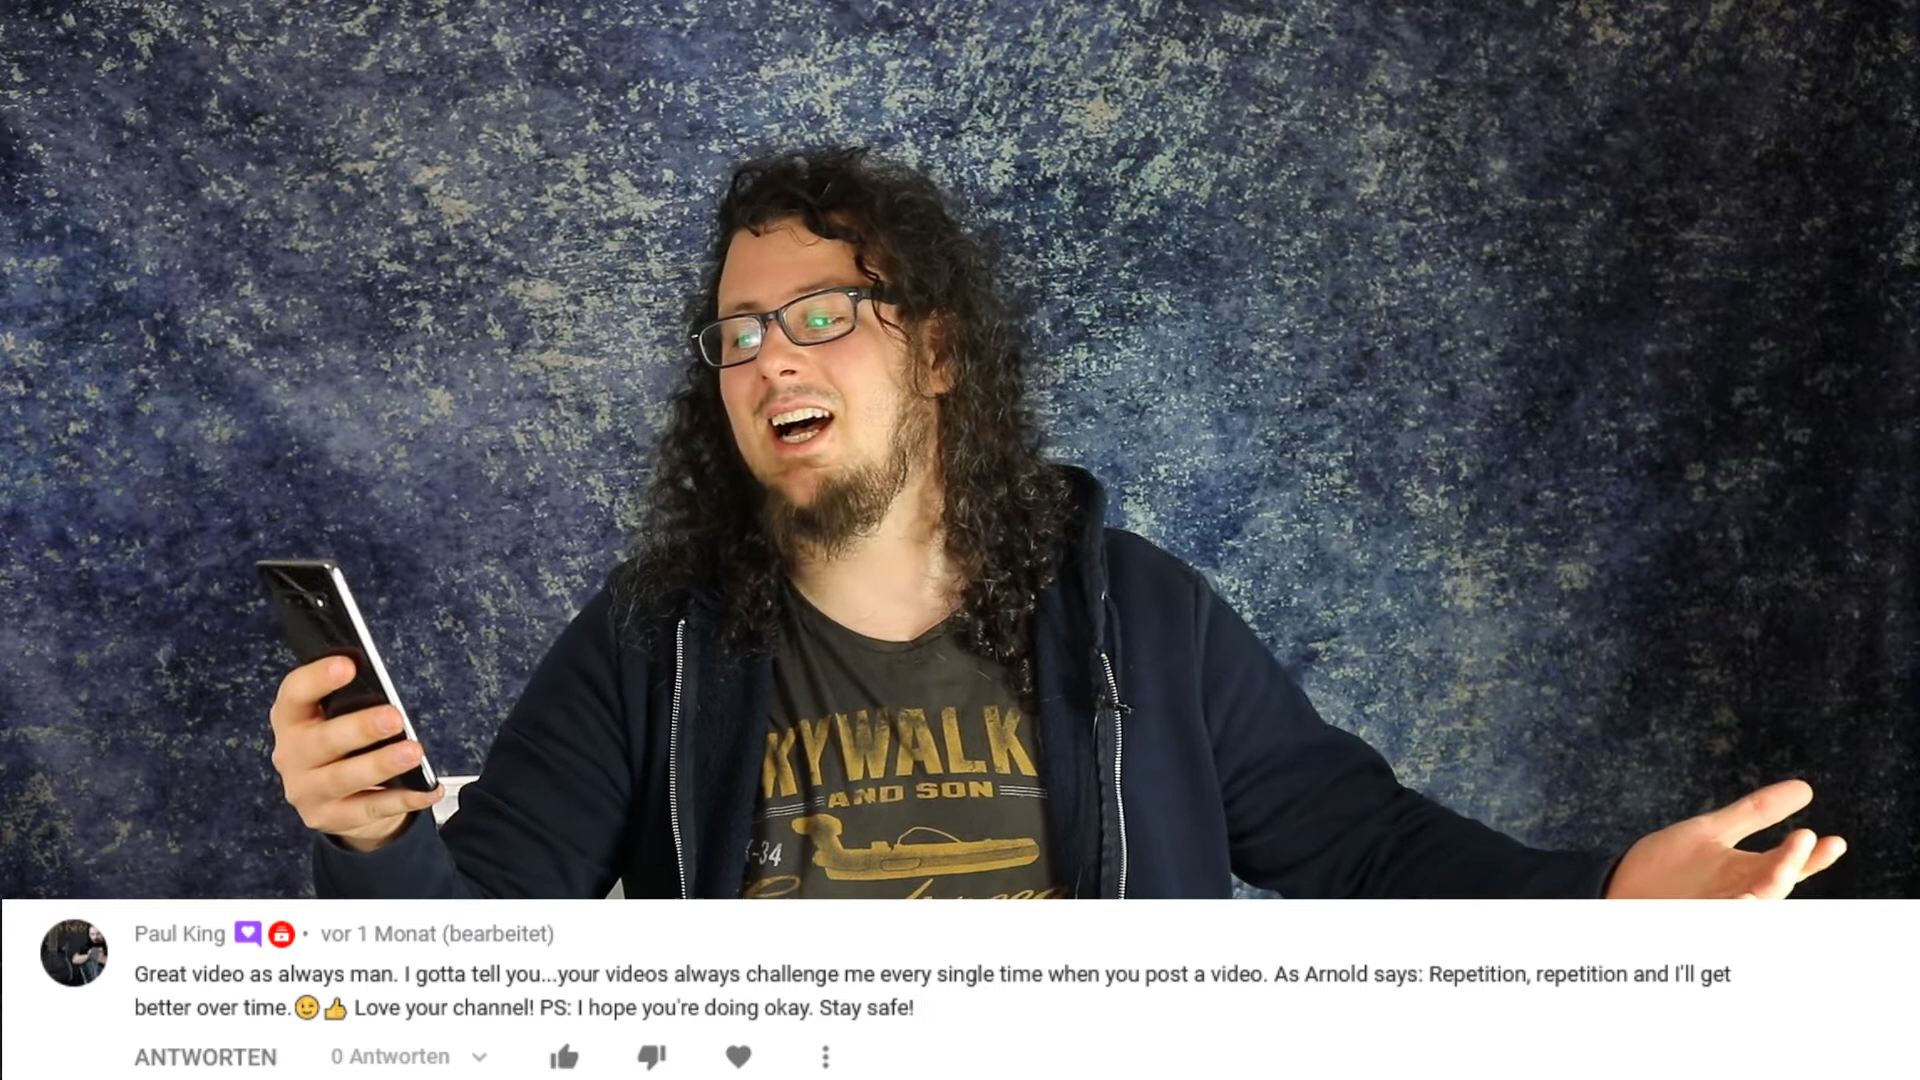 KYWALK
AND SON
-34
Paul King • vor 1 Monat (bearbeitet)
Great video as always man. I gotta tell you...your videos always challenge me every single time when you post a video. As Arnold says: Repetition, repetition and I'll get
better over time.😉👍 Love your channel! PS: I hope you're doing okay. Stay safe!
ANTWORTEN 0 Antworten